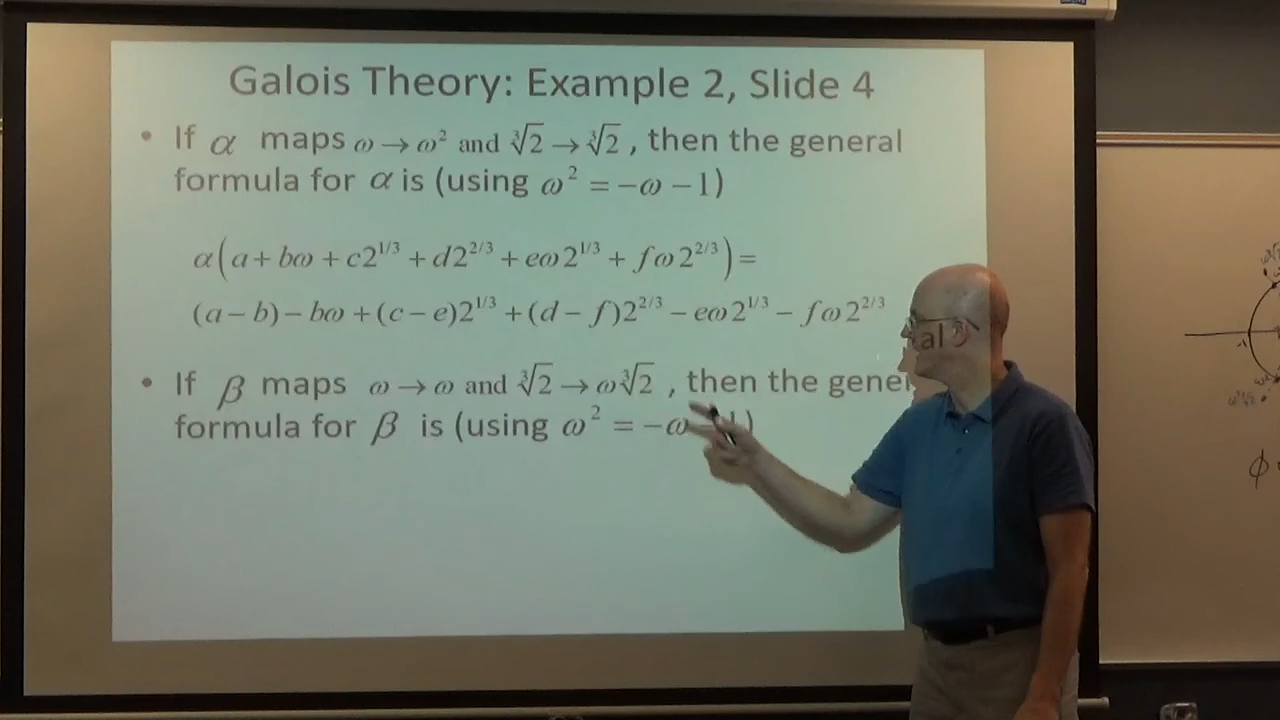 Galois Theory: Example 2, Slide 4
• If α maps ω → ω² and ∛2 → ∛2 , then the general
formula for α is (using ω² = −ω − 1)
α(a + bω + c2^{1/3} + d2^{2/3} + eω2^{1/3} + fω2^{2/3}) =
(a − b) − bω + (c − e)2^{1/3} + (d − f)2^{2/3} − eω2^{1/3} − fω2^{2/3}
• If β maps ω → ω and ∛2 → ω∛2 , then the general
formula for β is (using ω² = −ω − 1)
-1
ϕ